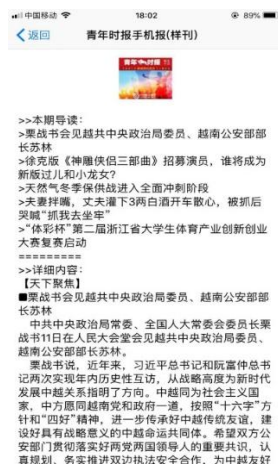 中国移动 18:02 89%
返回 青年时报手机报(样刊)
青年时报
>>本期导读：
>栗战书会见越共中央政治局委员、越南公安部部
长苏林
>徐克版《神雕侠侣三部曲》招募演员，谁将成为
新版过儿和小龙女？
>天然气冬季保供战进入全面冲刺阶段
>夫妻拌嘴，丈夫灌下3两白酒开车散心，被抓后
哭喊“抓我去坐牢”
>“体彩杯”第二届浙江省大学生体育产业创新创业
大赛复赛启动
=========
>>详细内容：
【天下聚焦】
■栗战书会见越共中央政治局委员、越南公安部部
长苏林
中共中央政治局常委、全国人大常委会委员长栗
战书11日在人民大会堂会见越共中央政治局委员、
越南公安部部长苏林。
栗战书说，近年来，习近平总书记和阮富仲总书
记两次实现年内历史性互访，从战略高度为新时代
发展中越关系指明了方向。中越同为社会主义国
家，中方愿同越南党和政府一道，按照“十六字”方
针和“四好”精神，进一步传承好中越传统友谊，建
设好具有战略意义的中越命运共同体。希望双方公
安部门贯彻落实好两党两国领导人的重要共识，认
真规划、务实推进双边执法安全合作，为中越友好